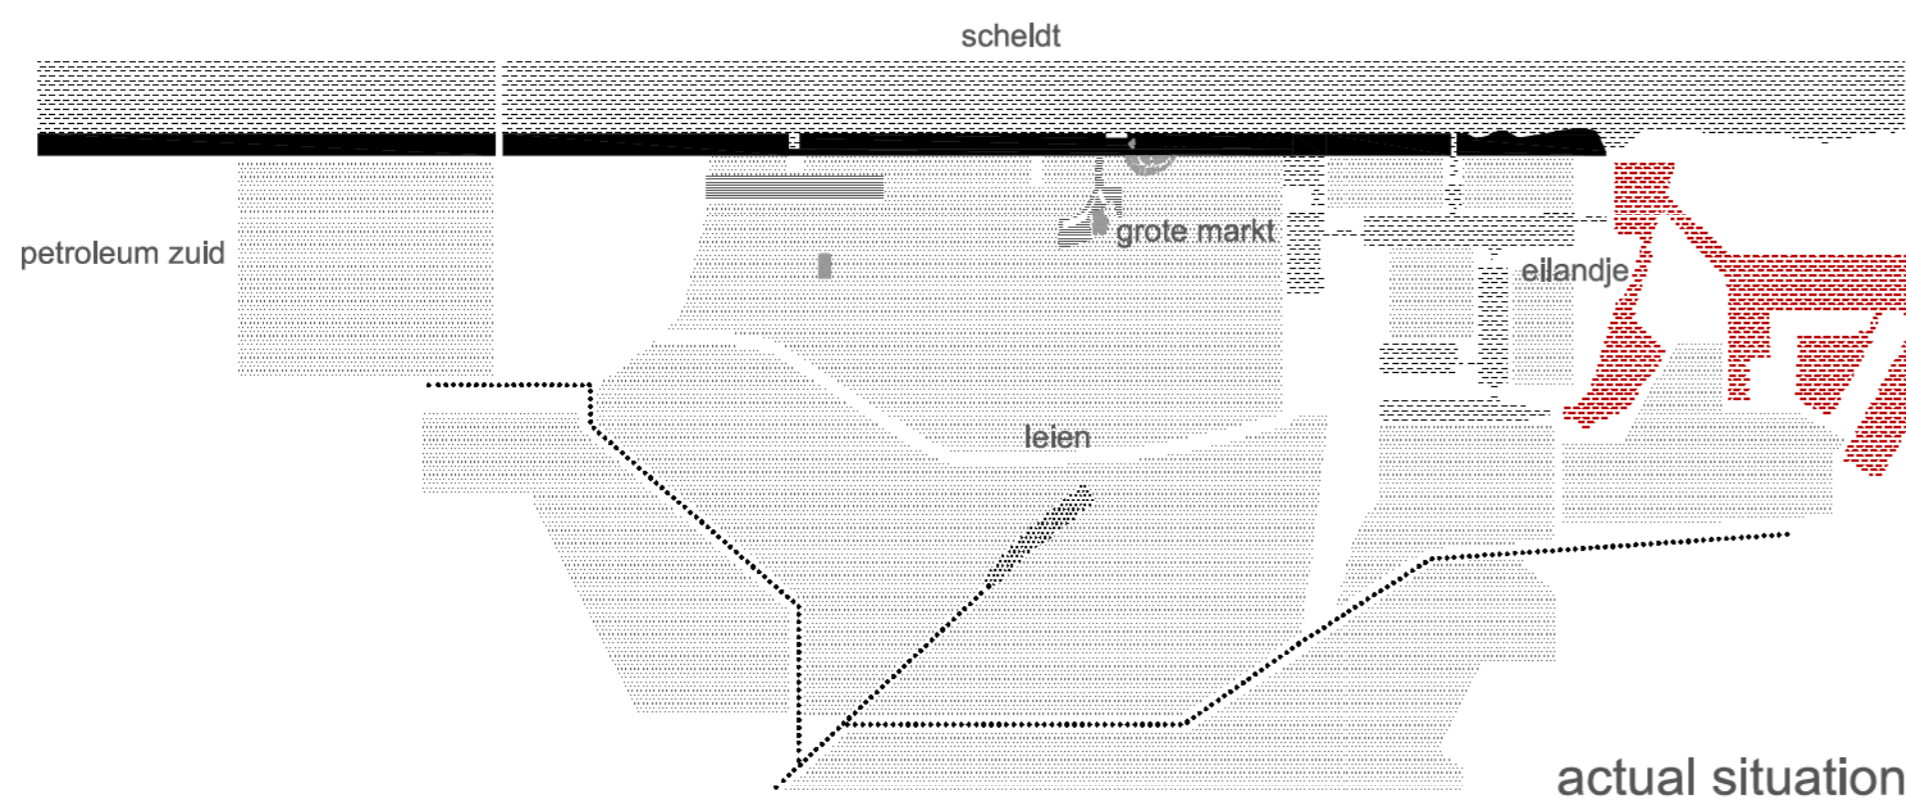 scheldt
grote markt
petroleum zuid
eilandje
leien
actual situation